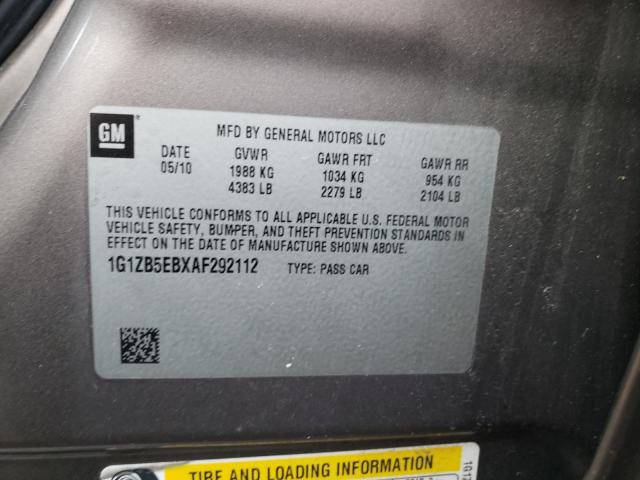 GM
MFD BY GENERAL MOTORS LLC
DATE GVWR GAWR FRT GAWR RR
05/10 1988 KG 1034 KG 954 KG
4383 LB 2279 LB 2104 LB
THIS VEHICLE CONFORMS TO ALL APPLICABLE U.S. FEDERAL MOTOR
VEHICLE SAFETY, BUMPER, AND THEFT PREVENTION STANDARDS IN
EFFECT ON THE DATE OF MANUFACTURE SHOWN ABOVE.
1G1ZB5EBXAF292112 TYPE: PASS CAR
TIRE AND LOADING INFORMATION